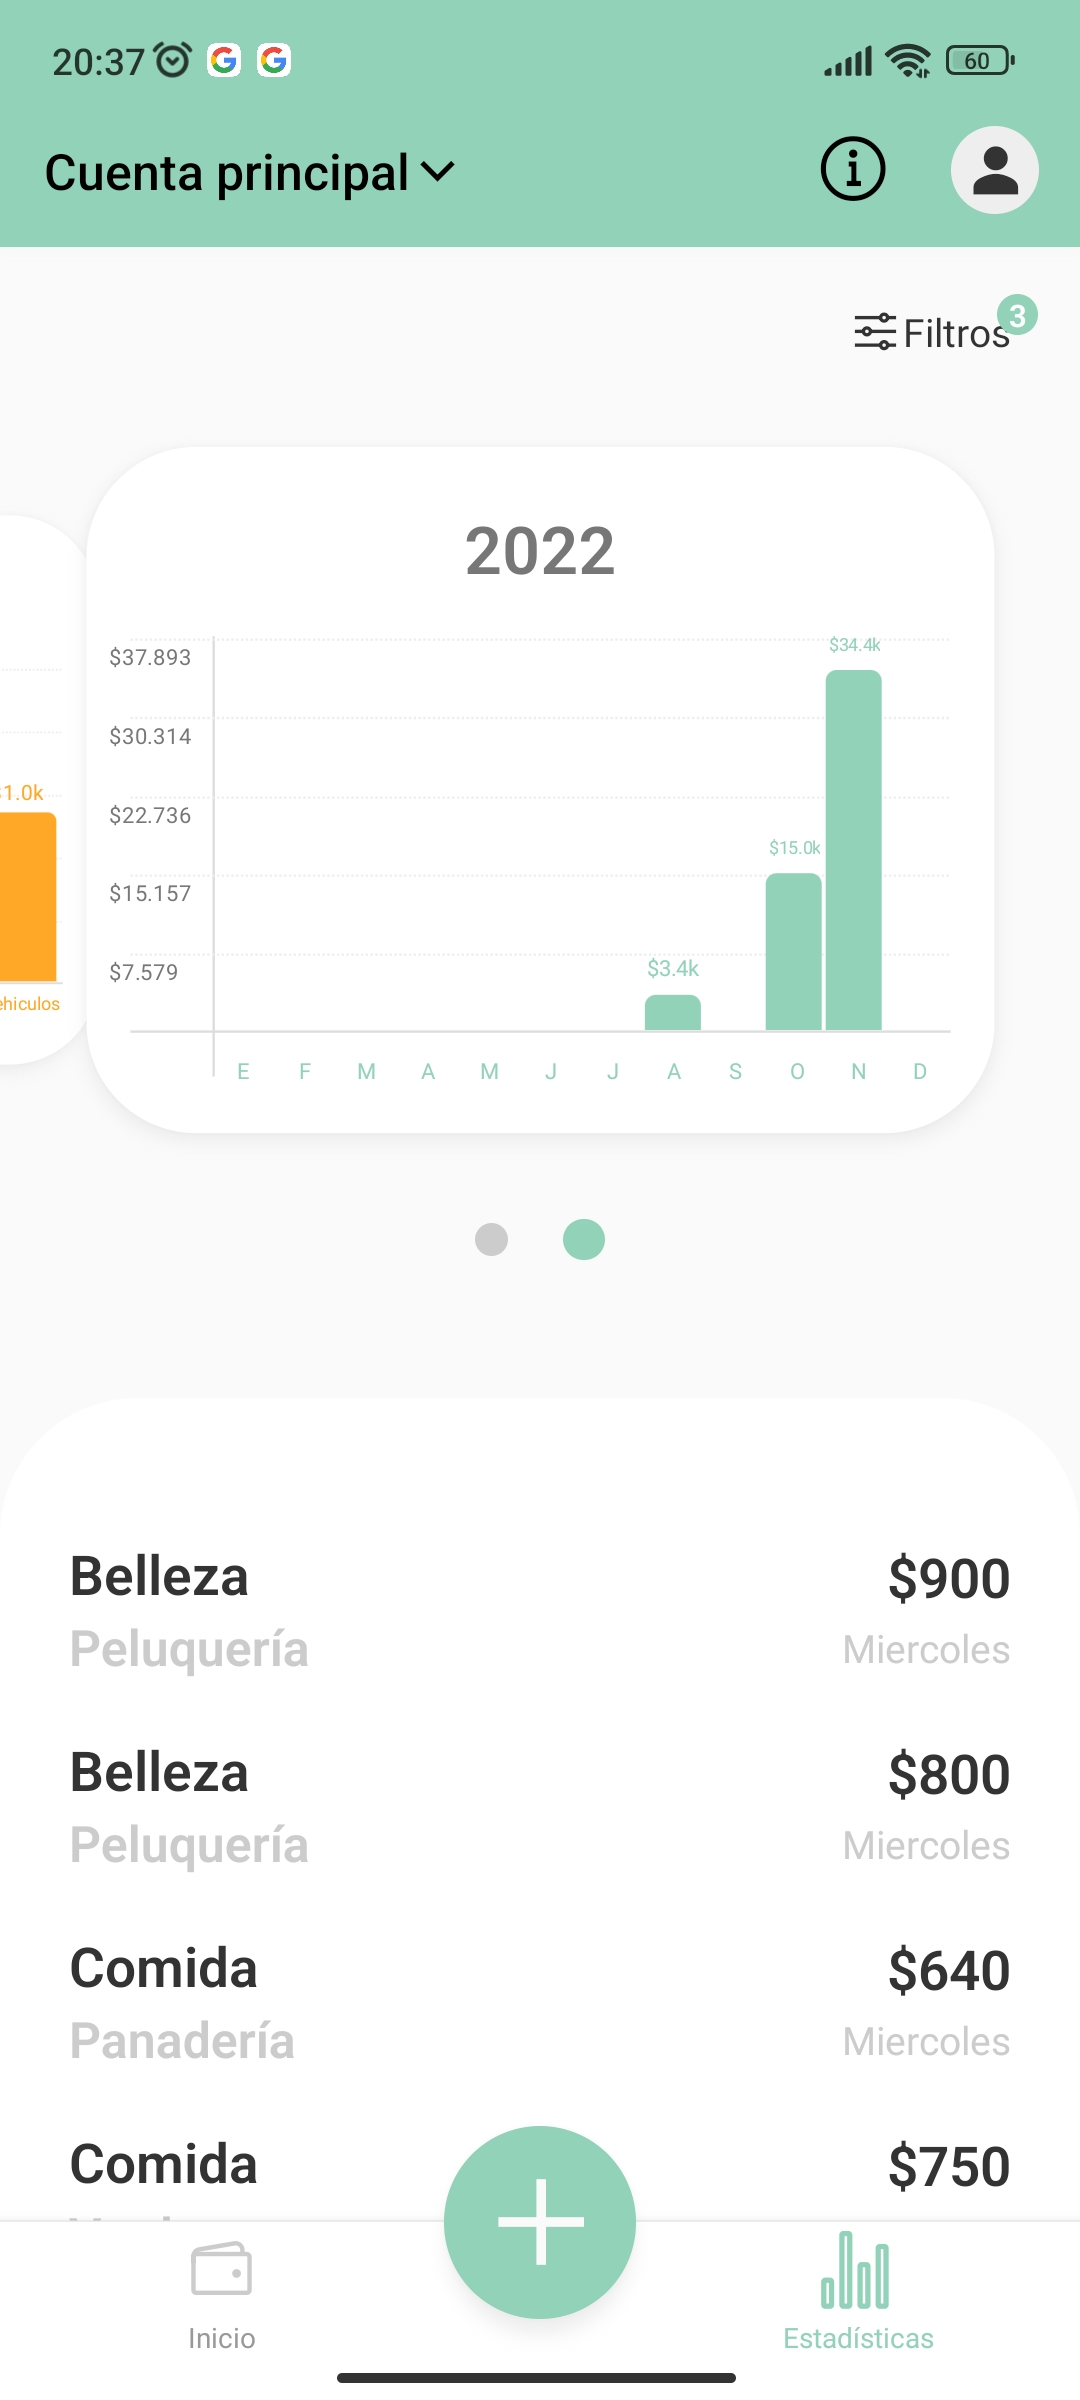 20:37
60
Cuenta principal
Filtros
3
2022
$37.893
$30.314
$22.736
$15.157
$7.579
$34.4k
$15.0k
$3.4k
E F M A M J J A S O N D
$1.0k
ehiculos
Belleza $900
Peluquería Miercoles
Belleza $800
Peluquería Miercoles
Comida $640
Panadería Miercoles
Comida $750
Inicio
Estadísticas